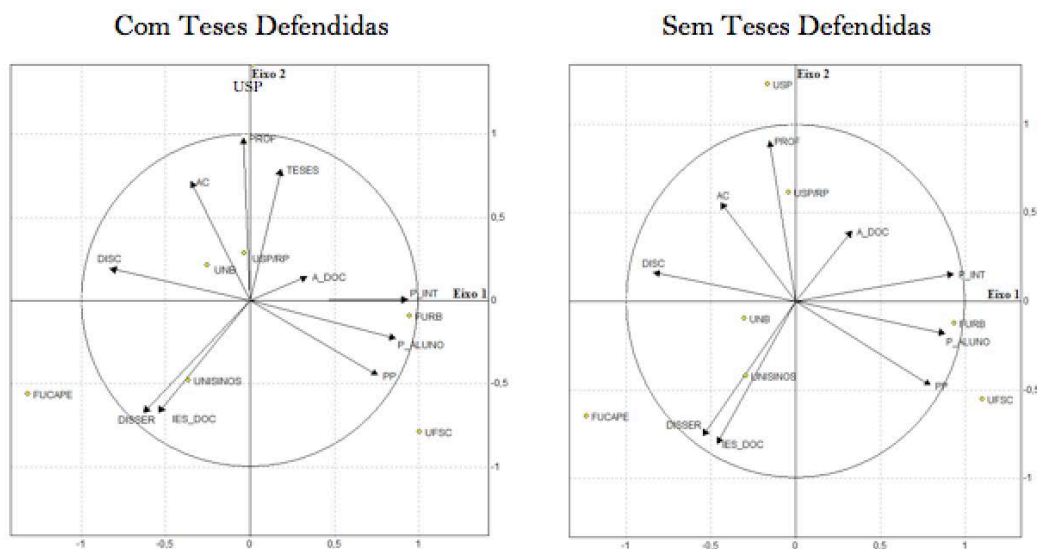 Com Teses Defendidas
Eixo 2
USP
1
PROF
TESES
AC
0,5
DISC
USP/RP
UNB
A_DOC
P_INT
Eixo 1
0
FURB
P_ALUNO
PP
UNISINOS
-0,5
FUCAPE
DISSER
IES_DOC
UFSC
-1
-1
-0,5
0
0,5
1
Sem Teses Defendidas
Eixo 2
USP
1
PROF
USP/RP
AC
0,5
A_DOC
DISC
P_INT
Eixo 1
0
UNB
FURB
P_ALUNO
UNISINOS
PP
-0,5
UFSC
FUCAPE
DISSER
IES_DOC
-1
-1
-0,5
0
0,5
1